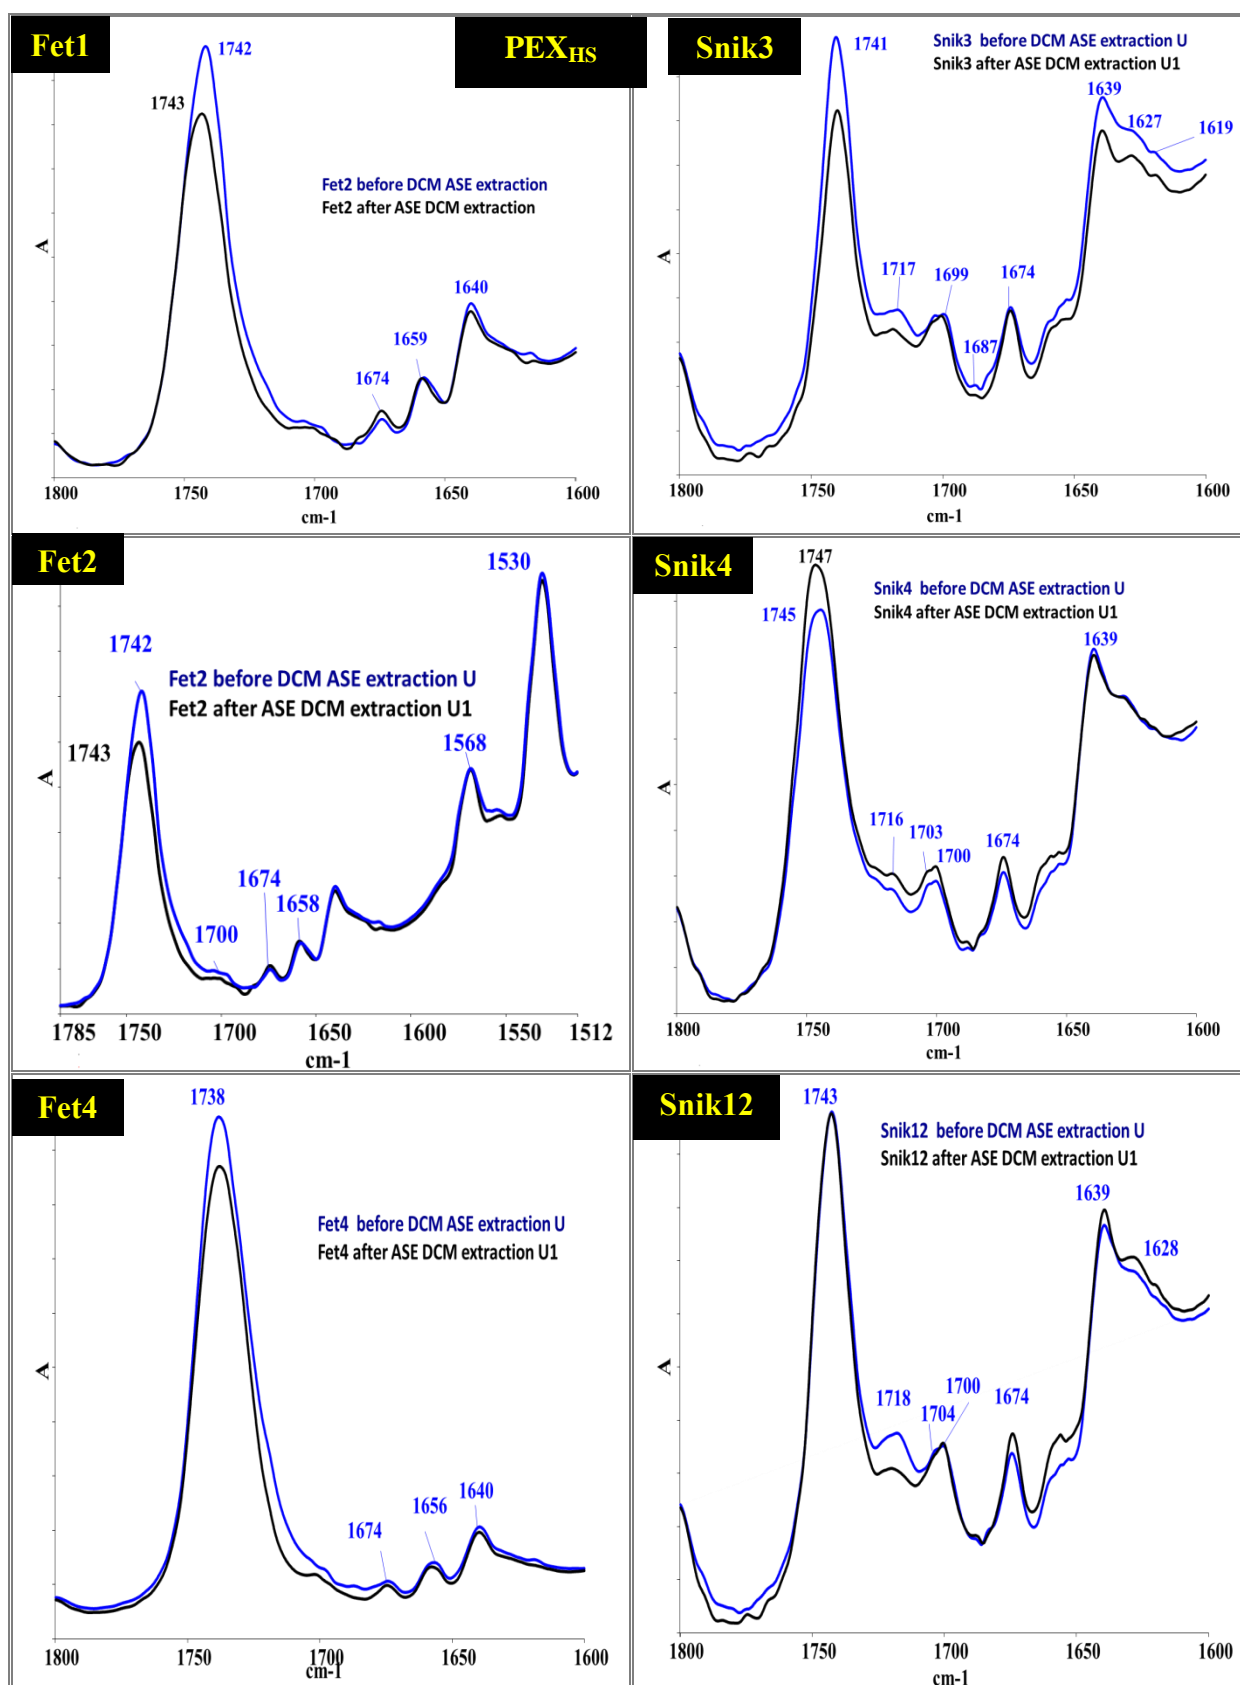 Fet1
PEXHS
1742
1743
Fet2 before DCM ASE extraction
Fet2 after ASE DCM extraction
1674
1659
1640
A
1800
1750
1700
1640
1600
cm-1
Snik3
1741
Snik3 before DCM ASE extraction U
Snik3 after ASE DCM extraction U1
1639
1627
1619
1717
1699
1687
1674
A
1800
1740
1700
1650
1600
cm-1
Fet2
1530
1742
Fet2 before DCM ASE extraction U
Fet2 after ASE DCM extraction U1
1743
1568
1674
1658
1700
A
1785
1740
1700
1640
1600
1540
1512
cm-1
Snik4
1747
1745
Snik4 before DCM ASE extraction U
Snik4 after ASE DCM extraction U1
1639
1716
1703
1700
1674
A
1800
1750
1700
1650
1600
cm-1
Fet4
1738
Fet4 before DCM ASE extraction U
Fet4 after ASE DCM extraction U1
1674
1656
1640
A
1800
1750
1700
1650
1600
cm-1
Snik12
1743
Snik12 before DCM ASE extraction U
Snik12 after ASE DCM extraction U1
1639
1628
1718
1704
1700
1674
A
1800
1740
1700
1640
1600
cm-1